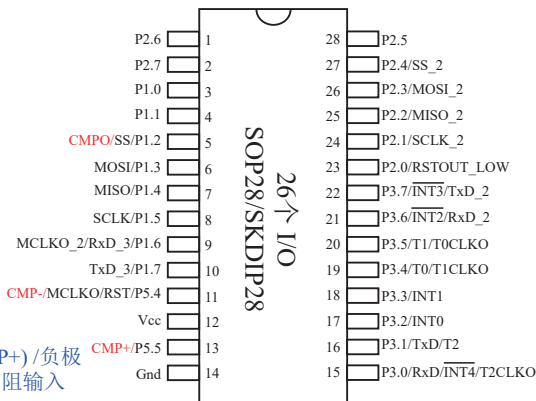 P2.6 1 28 P2.5
P2.7 2 27 P2.4/SS_2
P1.0 3 26 P2.3/MOSI_2
P1.1 4 25 P2.2/MISO_2
CMPO/SS/P1.2 5 24 P2.1/SCLK_2
MOSI/P1.3 6 23 P2.0/RSTOUT_LOW
MISO/P1.4 7 22 P3.7/INT3/TxD_2
SCLK/P1.5 8 21 P3.6/INT2/RxD_2
MCLKO_2/RxD_3/P1.6 9 20 P3.5/T1/T0CLKO
TxD_3/P1.7 10 19 P3.4/T0/T1CLKO
CMP-/MCLKO/RST/P5.4 11 18 P3.3/INT1
Vcc 12 17 P3.2/INT0
CMP+/P5.5 13 16 P3.1/TxD/T2
Gnd 14 15 P3.0/RxD/INT4/T2CLKO
26个 I/O
SOP28/SKDIP28
P+) /负极
阻输入